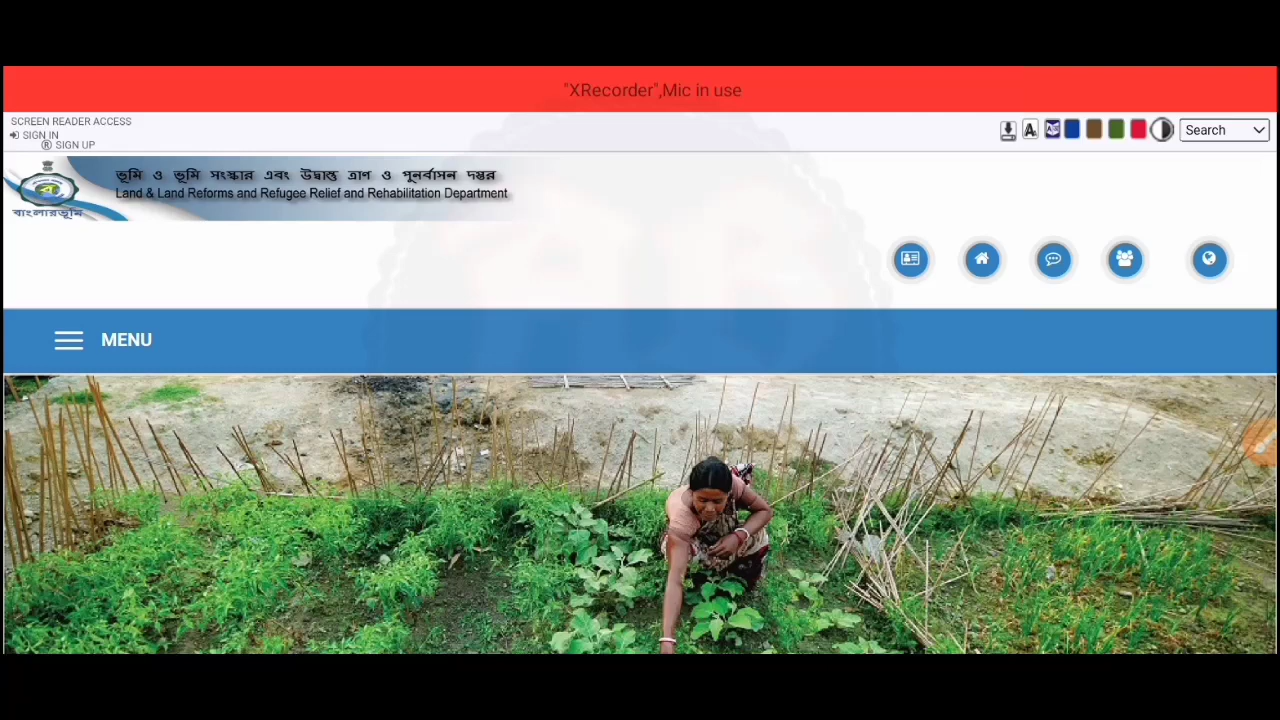 "XRecorder",Mic in use
SCREEN READER ACCESS
SIGN IN
® SIGN UP
Search
ভূমি ও ভূমি সংস্কার এবং উদ্বাস্তু ত্রাণ ও পুনর্বাসন দপ্তর
Land & Land Reforms and Refugee Relief and Rehabilitation Department
বাংলারভূমি
MENU